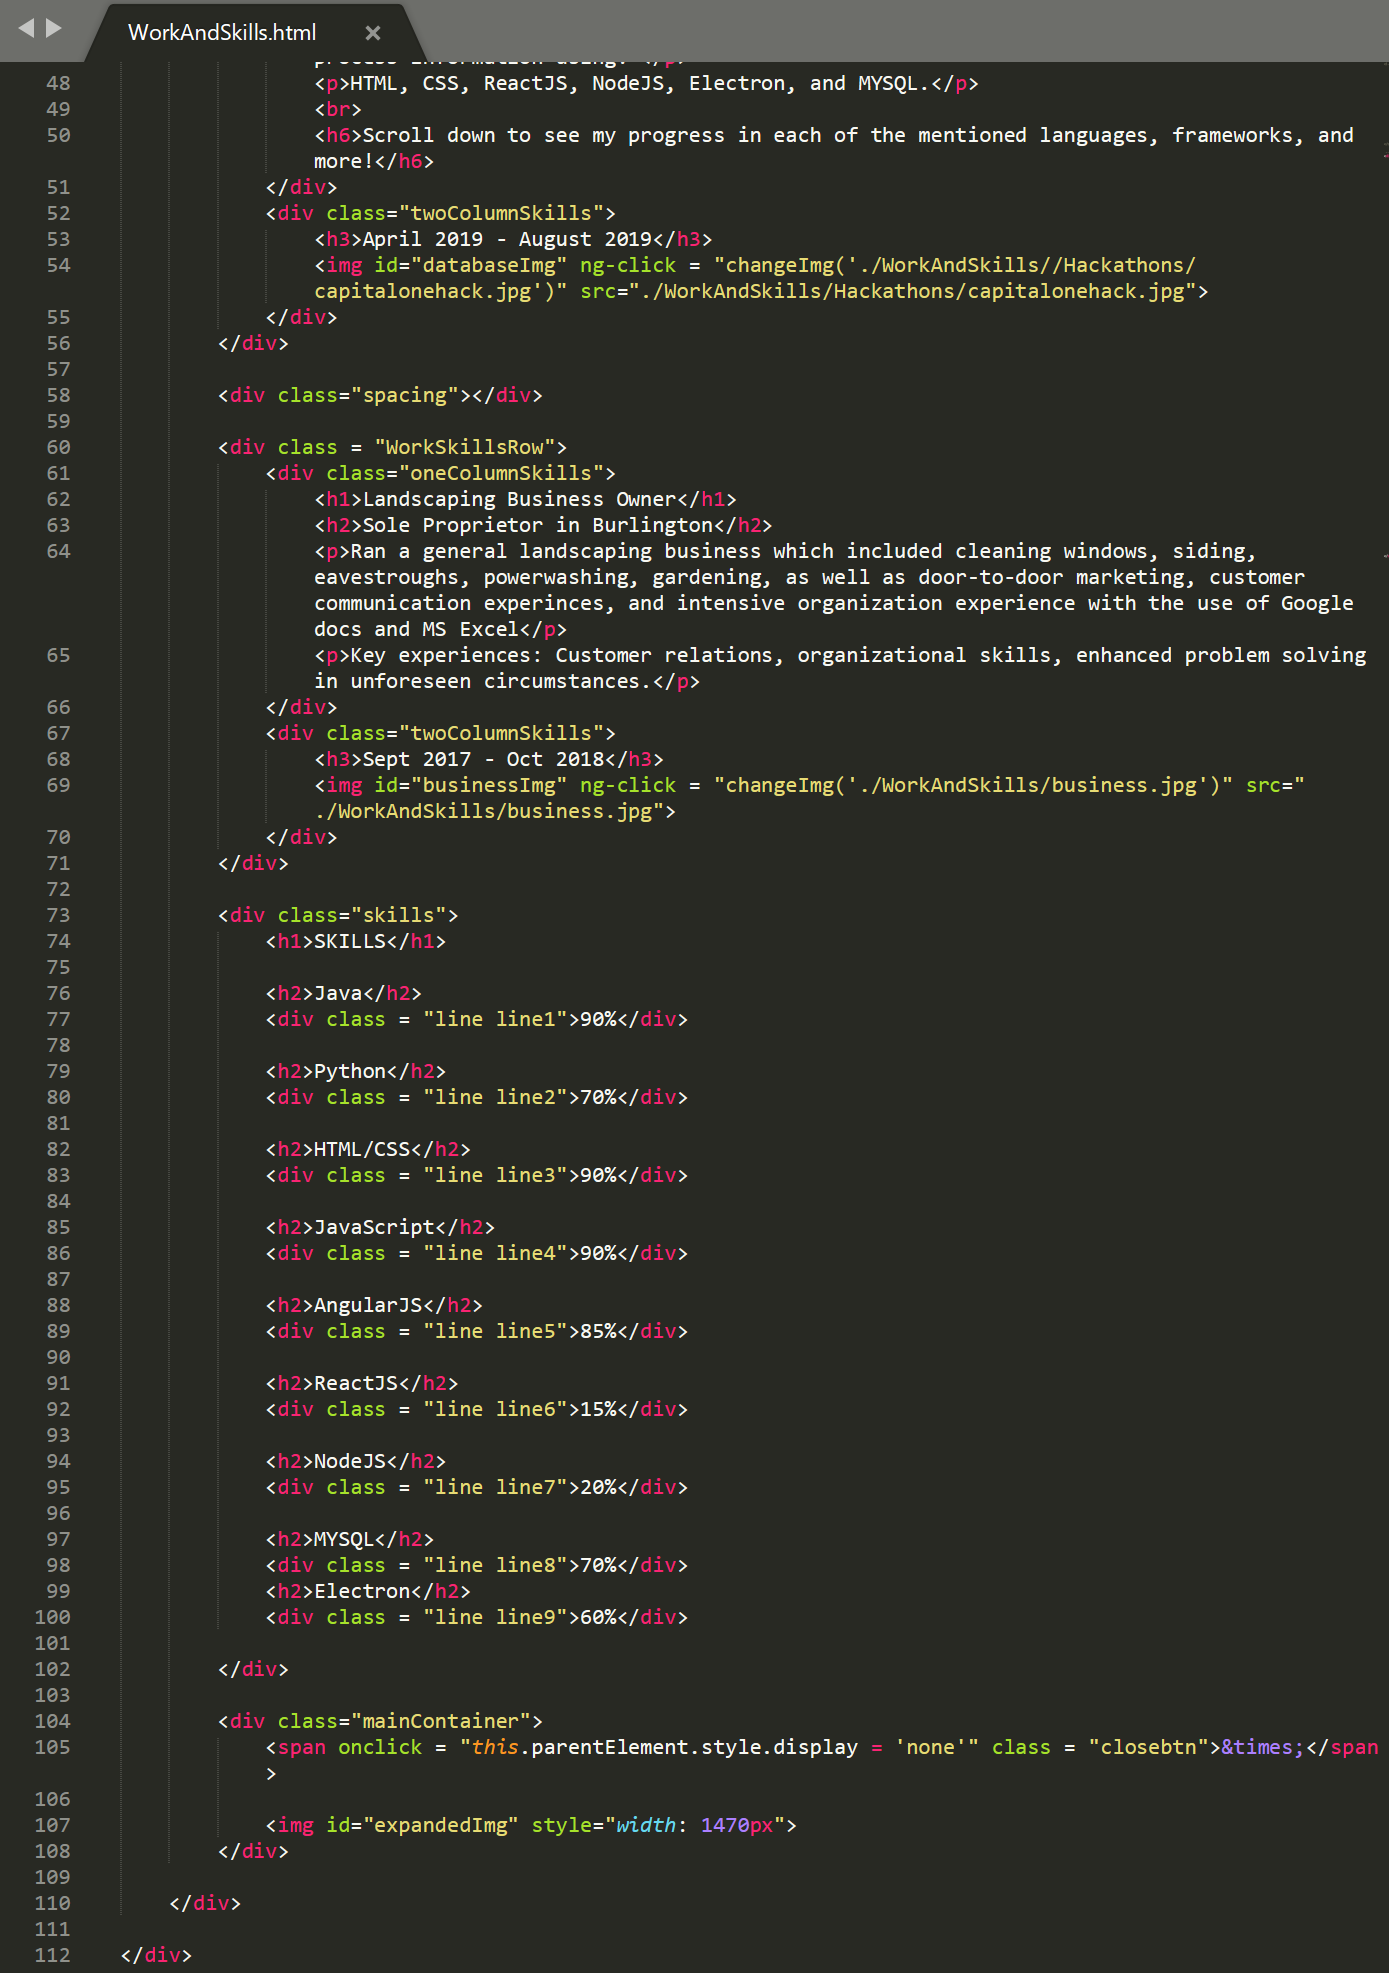 WorkAndSkills.html ×
process information using: </p>
48 <p>HTML, CSS, ReactJS, NodeJS, Electron, and MYSQL.</p>
49 <br>
50 <h6>Scroll down to see my progress in each of the mentioned languages, frameworks, and
more!</h6>
51 </div>
52 <div class="twoColumnSkills">
53 <h3>April 2019 - August 2019</h3>
54 <img id="databaseImg" ng-click = "changeImg('./WorkAndSkills//Hackathons/
capitalonehack.jpg')" src="./WorkAndSkills/Hackathons/capitalonehack.jpg">
55 </div>
56 </div>
57
58 <div class="spacing"></div>
59
60 <div class = "WorkSkillsRow">
61 <div class="oneColumnSkills">
62 <h1>Landscaping Business Owner</h1>
63 <h2>Sole Proprietor in Burlington</h2>
64 <p>Ran a general landscaping business which included cleaning windows, siding,
eavestroughs, powerwashing, gardening, as well as door-to-door marketing, customer
communication experinces, and intensive organization experience with the use of Google
docs and MS Excel</p>
65 <p>Key experiences: Customer relations, organizational skills, enhanced problem solving
in unforeseen circumstances.</p>
66 </div>
67 <div class="twoColumnSkills">
68 <h3>Sept 2017 - Oct 2018</h3>
69 <img id="businessImg" ng-click = "changeImg('./WorkAndSkills/business.jpg')" src="
./WorkAndSkills/business.jpg">
70 </div>
71 </div>
72
73 <div class="skills">
74 <h1>SKILLS</h1>
75
76 <h2>Java</h2>
77 <div class = "line line1">90%</div>
78
79 <h2>Python</h2>
80 <div class = "line line2">70%</div>
81
82 <h2>HTML/CSS</h2>
83 <div class = "line line3">90%</div>
84
85 <h2>JavaScript</h2>
86 <div class = "line line4">90%</div>
87
88 <h2>AngularJS</h2>
89 <div class = "line line5">85%</div>
90
91 <h2>ReactJS</h2>
92 <div class = "line line6">15%</div>
93
94 <h2>NodeJS</h2>
95 <div class = "line line7">20%</div>
96
97 <h2>MYSQL</h2>
98 <div class = "line line8">70%</div>
99 <h2>Electron</h2>
100 <div class = "line line9">60%</div>
101
102 </div>
103
104 <div class="mainContainer">
105 <span onclick = "this.parentElement.style.display = 'none'" class = "closebtn">&times;</span
>
106
107 <img id="expandedImg" style="width: 1470px">
108 </div>
109
110 </div>
111
112 </div>